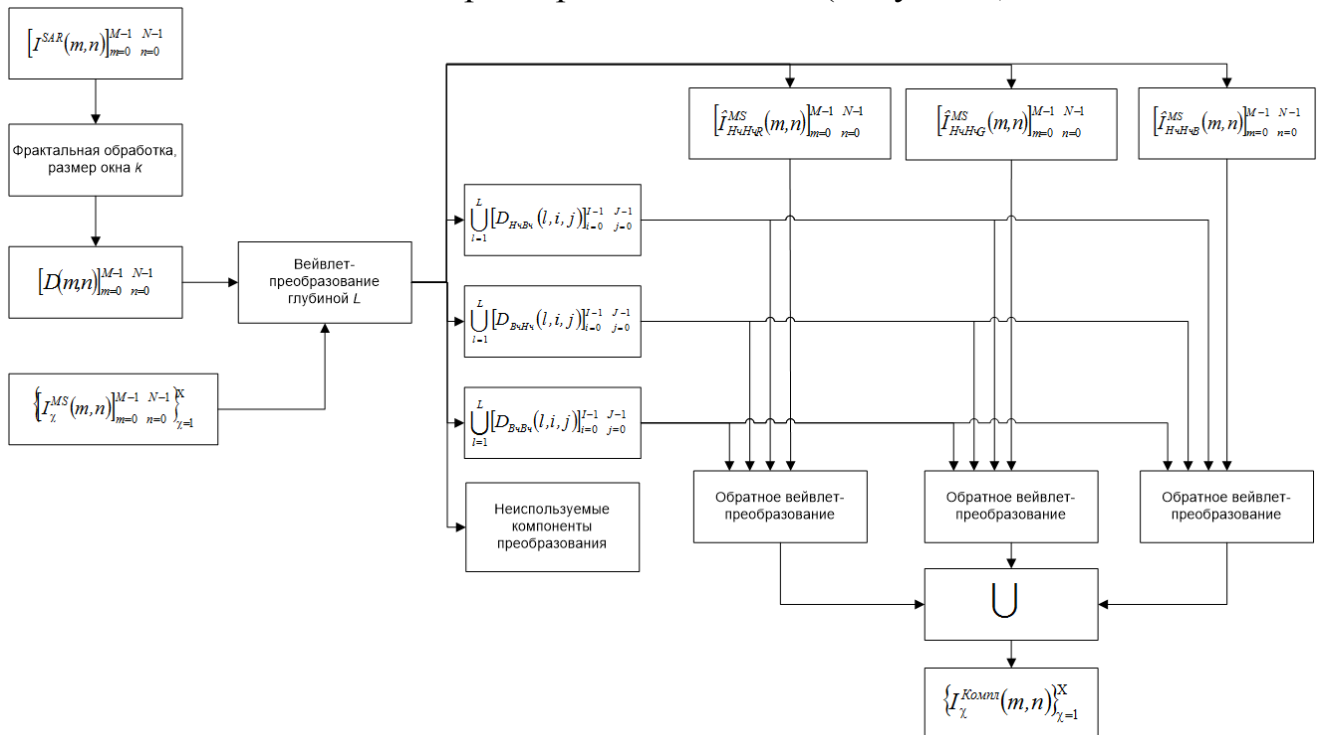 [I^{SAR}(m,n)]_{m=0}^{M-1} {}_{n=0}^{N-1}
Фрактальная обработка,
размер окна k
[D(m,n)]_{m=0}^{M-1} {}_{n=0}^{N-1}
{[I_χ^{MS}(m,n)]_{m=0}^{M-1} {}_{n=0}^{N-1}}_{χ=1}^{X}
Вейвлет-
преобразование
глубиной L
[Î_{НчНчR}^{MS}(m,n)]_{m=0}^{M-1} {}_{n=0}^{N-1}
[Î_{НчНчG}^{MS}(m,n)]_{m=0}^{M-1} {}_{n=0}^{N-1}
[Î_{НчНчB}^{MS}(m,n)]_{m=0}^{M-1} {}_{n=0}^{N-1}
⋃_{l=1}^{L}[D_{НчВч}(l,i,j)]_{i=0}^{I-1} {}_{j=0}^{J-1}
⋃_{l=1}^{L}[D_{ВчНч}(l,i,j)]_{i=0}^{I-1} {}_{j=0}^{J-1}
⋃_{l=1}^{L}[D_{ВчВч}(l,i,j)]_{i=0}^{I-1} {}_{j=0}^{J-1}
Неиспользуемые
компоненты
преобразования
Обратное вейвлет-
преобразование
Обратное вейвлет-
преобразование
Обратное вейвлет-
преобразование
⋃
{I_χ^{Компл}(m,n)}_{χ=1}^{X}